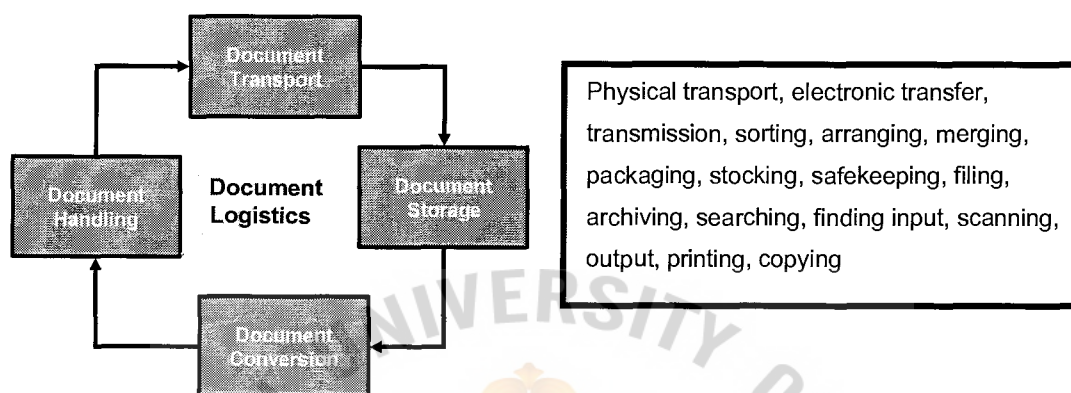 Document
Transport
Document
Handling
Document
Logistics
Document
Storage
Document
Conversion
Physical transport, electronic transfer,
transmission, sorting, arranging, merging,
packaging, stocking, safekeeping, filing,
archiving, searching, finding input, scanning,
output, printing, copying
UNIVERSITY O